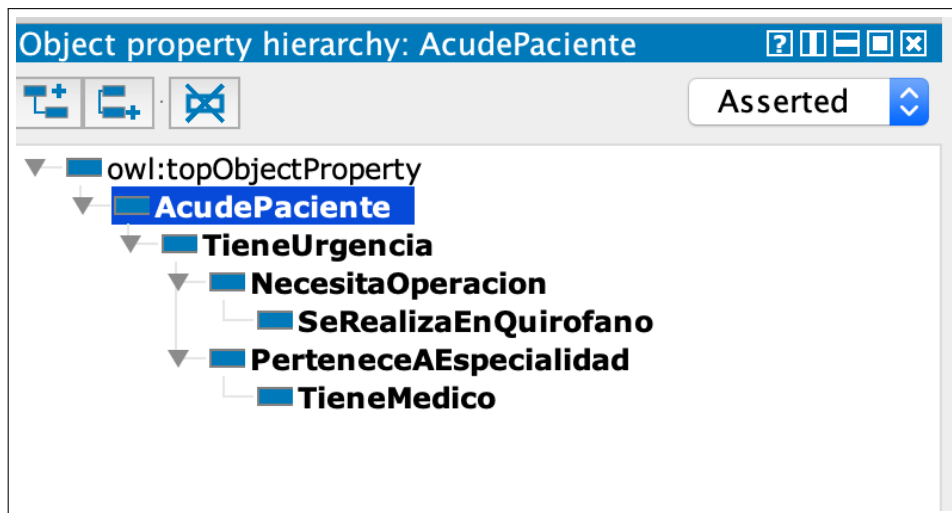 Object property hierarchy: AcudePaciente
Asserted
owl:topObjectProperty
AcudePaciente
TieneUrgencia
NecesitaOperacion
SeRealizaEnQuirofano
PerteneceAEspecialidad
TieneMedico